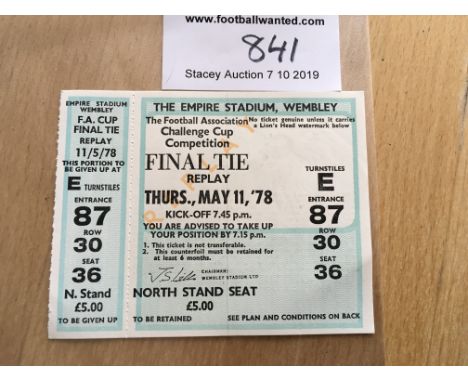 www.footballwanted.com
841
Stacey Auction 7 10 2019
EMPIRE STADIUM
WEMBLEY
F.A. CUP
FINAL TIE
REPLAY
11/5/78
THIS PORTION TO
BE GIVEN UP AT
E TURNSTILES
ENTRANCE
87
ROW
30
SEAT
36
N. Stand
£5.00
TO BE GIVEN UP
THE EMPIRE STADIUM, WEMBLEY
The Football Association
Challenge Cup
Competition
No ticket genuine unless it carries
a Lion's Head watermark below
FINAL TIE
REPLAY
THURS., MAY 11, '78
KICK-OFF 7.45 p.m.
YOU ARE ADVISED TO TAKE UP
YOUR POSITION BY 7.15 p.m.
1. This ticket is not transferable.
2. This counterfoil must be retained for
at least 6 months.
CHAIRMAN:
WEMBLEY STADIUM LTD
NORTH STAND SEAT
£5.00
TO BE RETAINED
REPLAY
TURNSTILES
E
ENTRANCE
87
ROW
30
SEAT
36
SEE PLAN AND CONDITIONS ON BACK